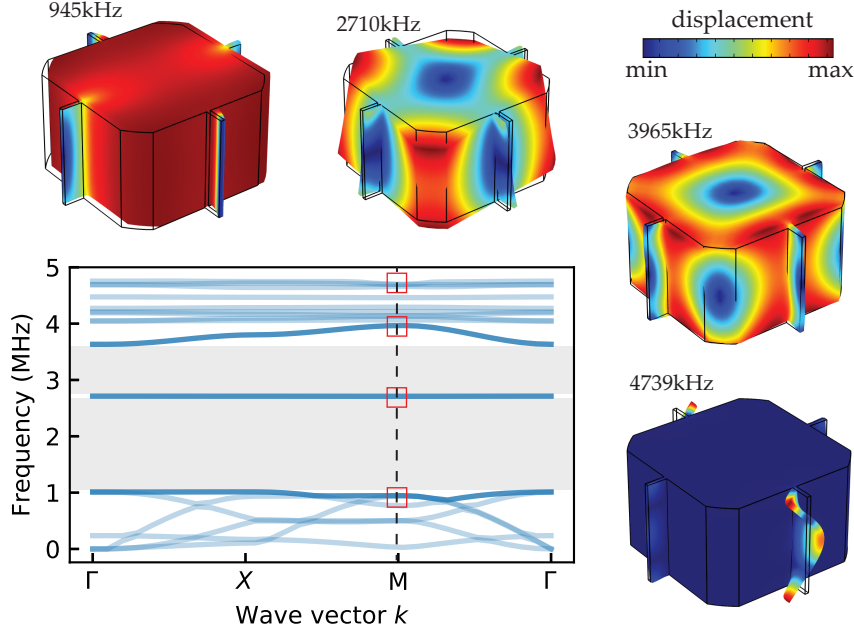 945kHz
2710kHz
displacement
min max
3965kHz
4739kHz
5
4
3
2
1
0
Frequency (MHz)
Γ X M Γ
Wave vector k